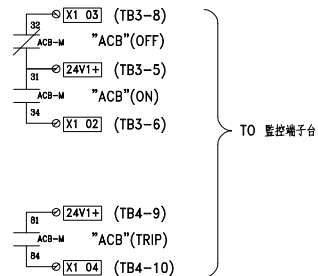 X1 03 (TB3-8)
32
ACB-M "ACB"(OFF)
31
24V1+ (TB3-5)
ACB-M "ACB"(ON)
34
X1 02 (TB3-6)
TO 監控端子台
24V1+ (TB4-9)
81
ACB-M "ACB"(TRIP)
84
X1 04 (TB4-10)